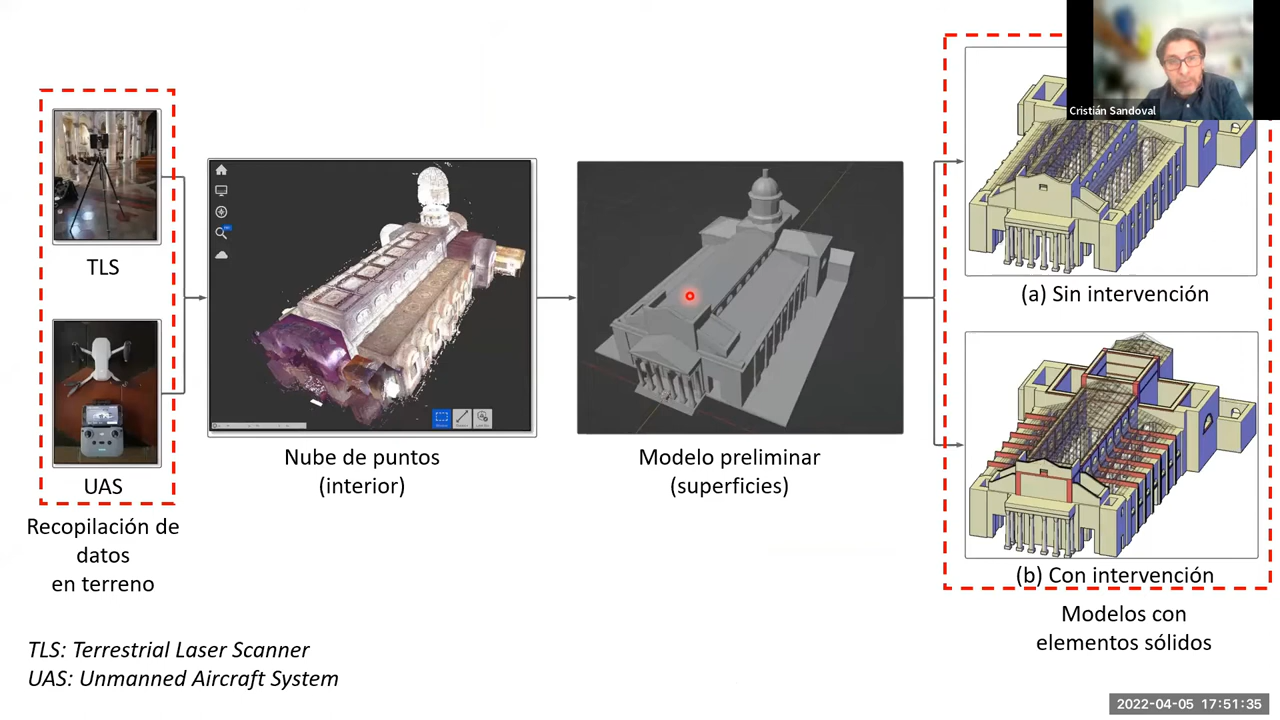 Cristián Sandoval
TLS
UAS
Recopilación de
datos
en terreno
Nube de puntos
(interior)
Modelo preliminar
(superficies)
(a) Sin intervención
(b) Con intervención
Modelos con
elementos sólidos
TLS: Terrestrial Laser Scanner
UAS: Unmanned Aircraft System
2022-04-05 17:51:35